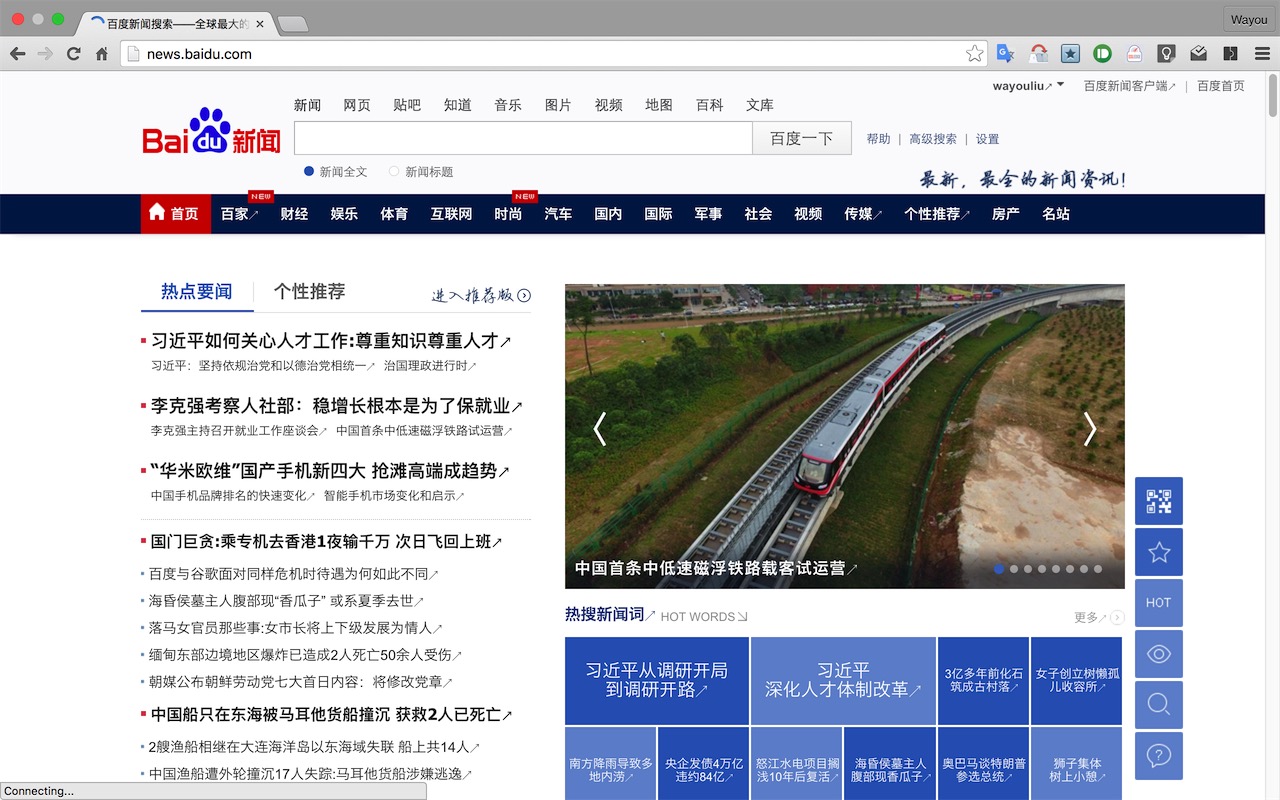 百度新闻搜索——全球最大的
Wayou
news.baidu.com
wayouliu 百度新闻客户端 | 百度首页
新闻 网页 贴吧 知道 音乐 图片 视频 地图 百科 文库
Bai du 新闻
百度一下
帮助 | 高级搜索 | 设置
新闻全文 新闻标题
最新，最全的新闻资讯！
NEW NEW
首页 百家 财经 娱乐 体育 互联网 时尚 汽车 国内 国际 军事 社会 视频 传媒 个性推荐 房产 名站
热点要闻 个性推荐 进入推荐版
习近平如何关心人才工作:尊重知识尊重人才
习近平：坚持依规治党和以德治党相统一 治国理政进行时
李克强考察人社部：稳增长根本是为了保就业
李克强主持召开就业工作座谈会 中国首条中低速磁浮铁路试运营
“华米欧维”国产手机新四大 抢滩高端成趋势
中国手机品牌排名的快速变化 智能手机市场变化和启示
国门巨贪:乘专机去香港1夜输千万 次日飞回上班
百度与谷歌面对同样危机时待遇为何如此不同
海昏侯墓主人腹部现“香瓜子” 或系夏季去世
落马女官员那些事:女市长将上下级发展为情人
缅甸东部边境地区爆炸已造成2人死亡50余人受伤
朝媒公布朝鲜劳动党七大首日内容：将修改党章
中国船只在东海被马耳他货船撞沉 获救2人已死亡
2艘渔船相继在大连海洋岛以东海域失联 船上共14人
中国渔船遭外轮撞沉17人失踪:马耳他货船涉嫌逃逸
中国首条中低速磁浮铁路载客试运营
热搜新闻词 HOT WORDS
更多
习近平从调研开局
到调研开路
习近平
深化人才体制改革
3亿多年前化石
筑成古村落
女子创立树懒孤
儿收容所
南方降雨导致多
地内涝
央企发债4万亿
违约84亿
怒江水电项目搁
浅10年后复活
海昏侯墓主人
腹部现香瓜子
奥巴马谈特朗普
参选总统
狮子集体
树上小憩
HOT
Connecting...